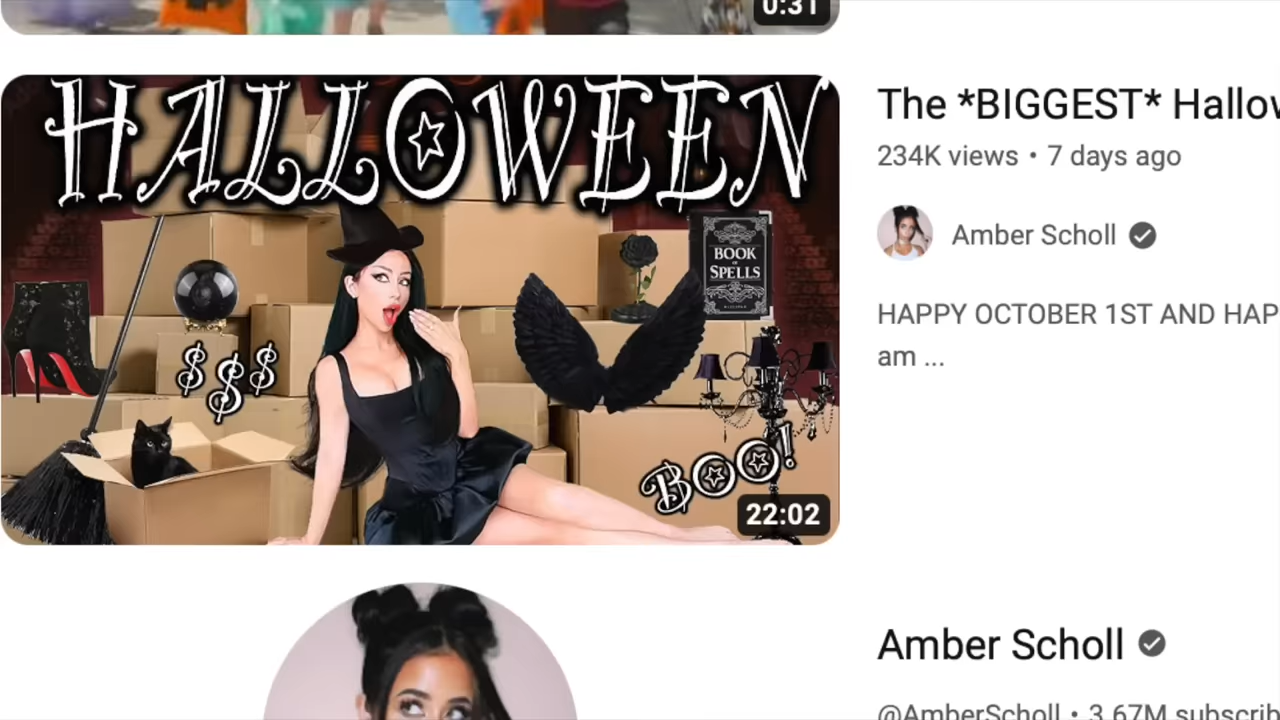 0:31
HALLOWEEN
BOOK
OF
SPELLS
$$$
BOO!
22:02
The *BIGGEST* Hallov
234K views • 7 days ago
Amber Scholl
HAPPY OCTOBER 1ST AND HAP
am ...
Amber Scholl
@AmberScholl • 3.67M subscrib